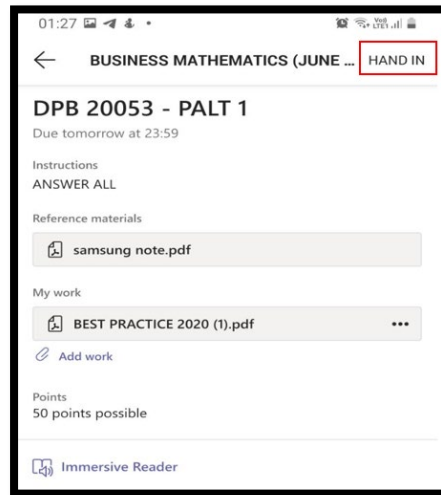 01:27
BUSINESS MATHEMATICS (JUNE ... HAND IN
DPB 20053 - PALT 1
Due tomorrow at 23:59
Instructions
ANSWER ALL
Reference materials
samsung note.pdf
My work
BEST PRACTICE 2020 (1).pdf
Add work
Points
50 points possible
Immersive Reader